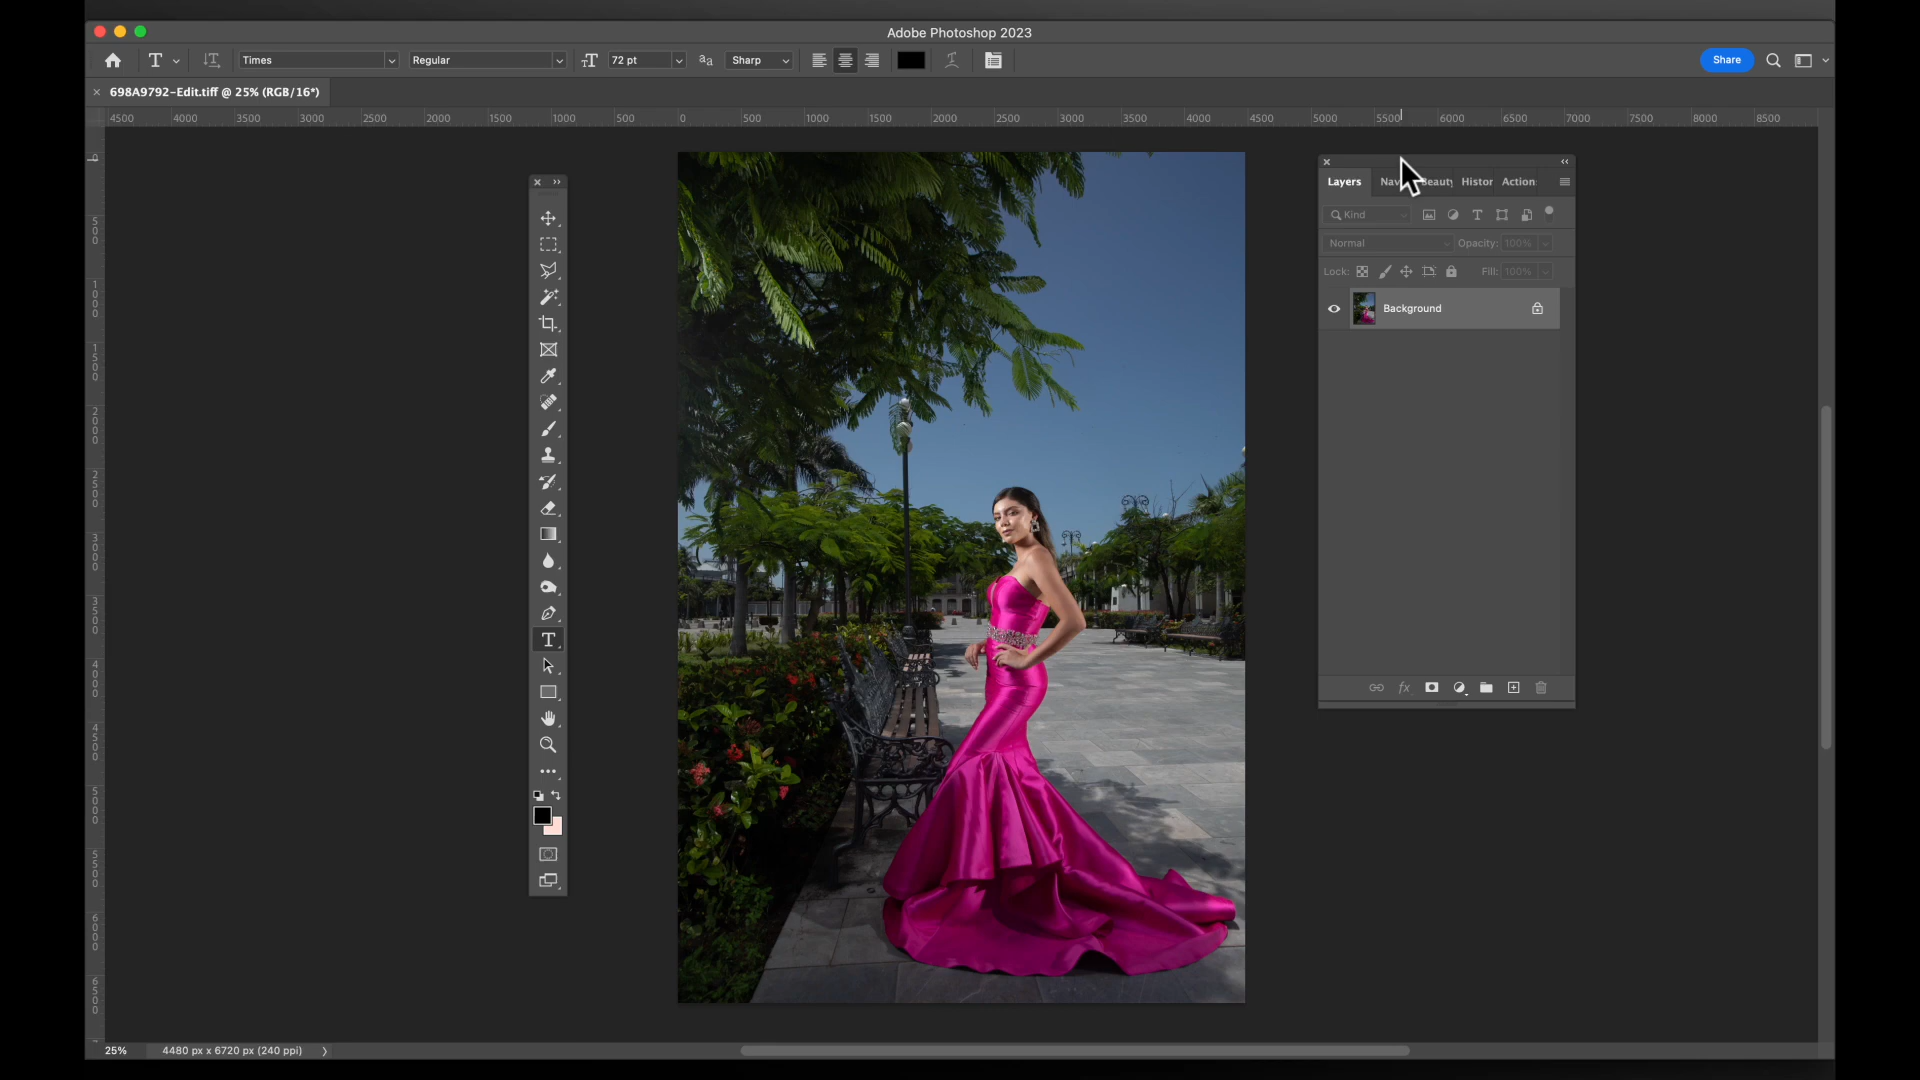 Adobe Photoshop 2023
Times Regular 72 pt Sharp Share
698A9792-Edit.tiff @ 25% (RGB/16*)
4500 4000 3500 3000 2500 2000 1500 1000 500 0 500 1000 1500 2000 2500 3000 3500 4000 4500 5000 5500 6000 6500 7000 7500 8000 8500
0
500
1000
1500
2000
2500
3000
3500
4000
4500
5000
5500
6000
6500
Layers Histor Action
Kind
Normal Opacity: 100%
Lock: Fill: 100%
Background
25% 4480 px x 6720 px (240 ppi)